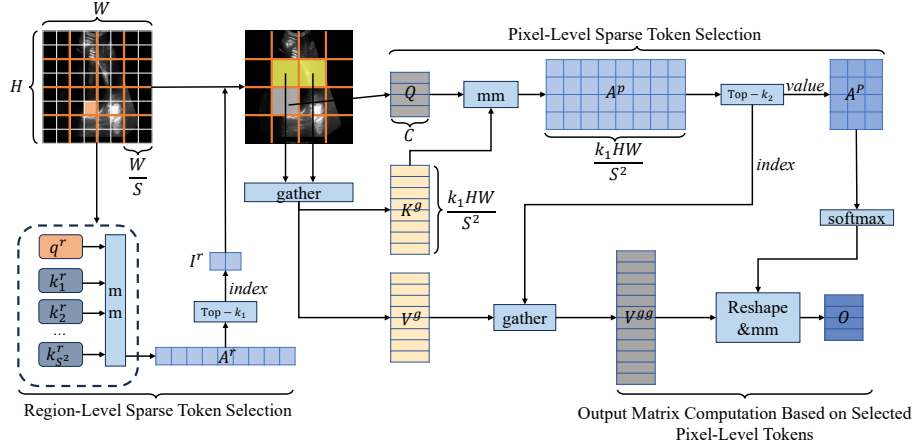 W
H
W
S
q^r
k_1^r
k_2^r
...
k_{S^2}^r
m
m
A^r
Top − k_1
index
I^r
Region-Level Sparse Token Selection
gather
Pixel-Level Sparse Token Selection
Q
C
mm
A^p
k_1HW
S^2
Top − k_2
value
A^P
K^g
k_1HW
S^2
index
softmax
V^g
gather
V^{gg}
Reshape
&mm
O
Output Matrix Computation Based on Selected
Pixel-Level Tokens